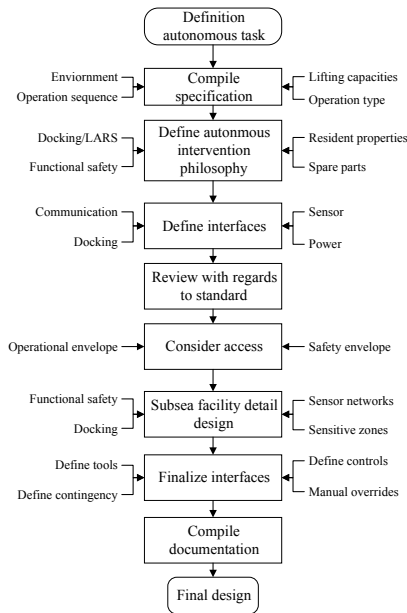 Definition
autonomous task
Enviornment
Operation sequence
Compile
specification
Lifting capacities
Operation type
Docking/LARS
Functional safety
Define autonmous
intervention
philosophy
Resident properties
Spare parts
Communication
Docking
Define interfaces
Sensor
Power
Review with regards
to standard
Operational envelope
Consider access
Safety envelope
Functional safety
Docking
Subsea facility detail
design
Sensor networks
Sensitive zones
Define tools
Define contingency
Finalize interfaces
Define controls
Manual overrides
Compile
documentation
Final design